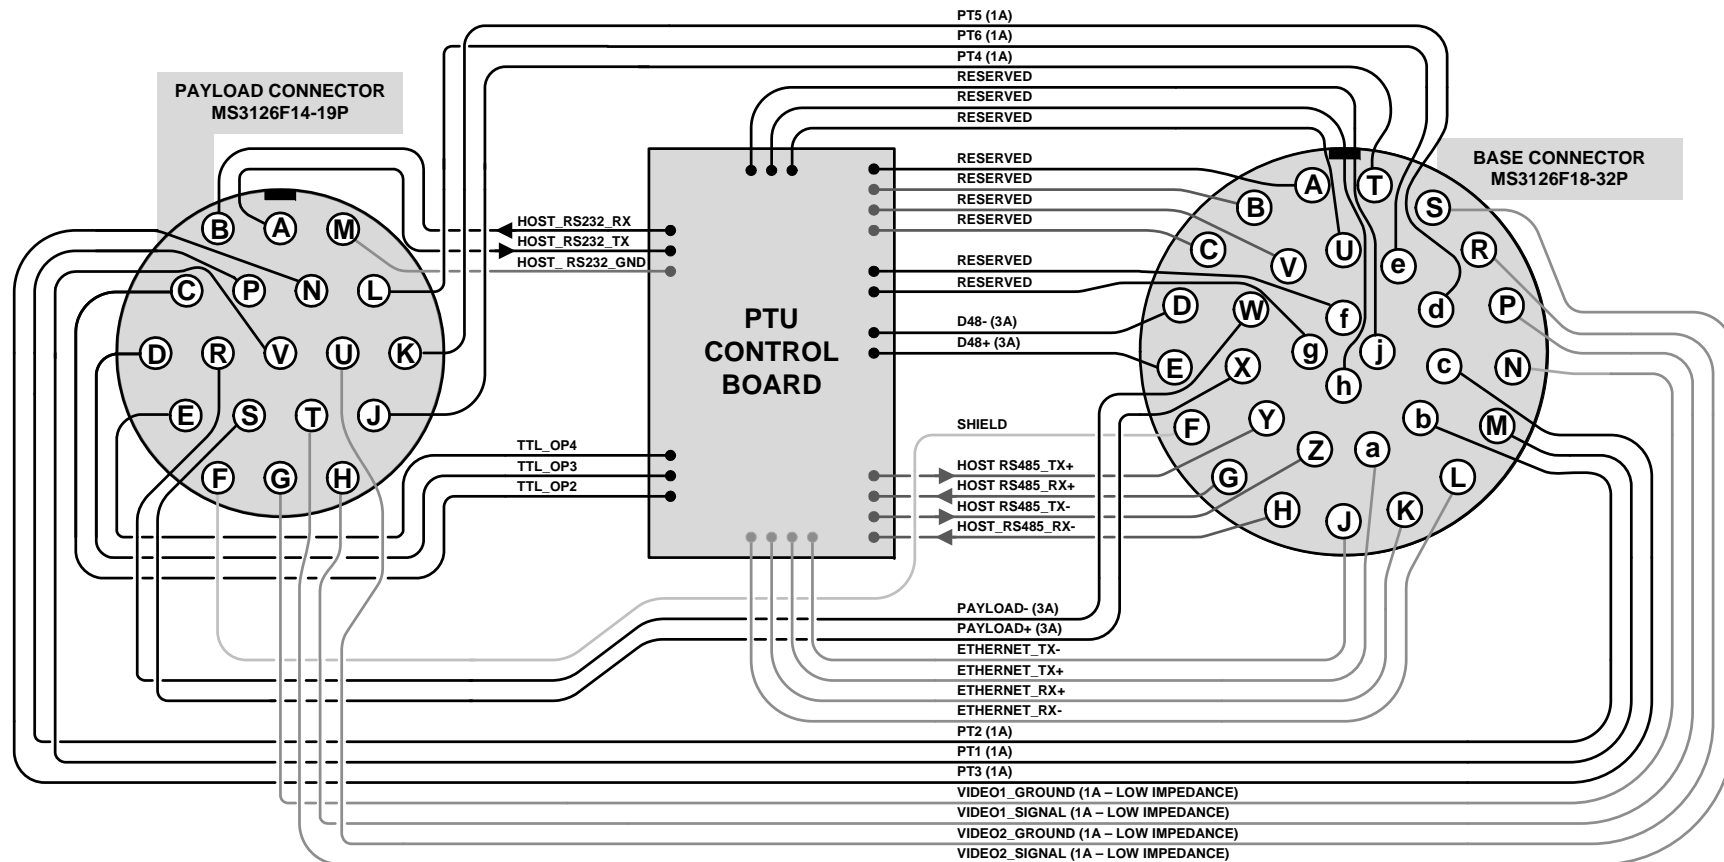 PT5 (1A)
PT6 (1A)
PT4 (1A)
RESERVED
RESERVED
RESERVED
PAYLOAD CONNECTOR
MS3126F14-19P
BASE CONNECTOR
MS3126F18-32P
RESERVED
RESERVED
RESERVED
RESERVED
RESERVED
RESERVED
D48- (3A)
D48+ (3A)
HOST_RS232_RX
HOST_RS232_TX
HOST_ RS232_GND
B A M
C P N L
D R V U K
E S T J
F G H
PTU
CONTROL
BOARD
TTL_OP4
TTL_OP3
TTL_OP2
A T
B S
C V U e R
D W f d P
E X g j c N
h
F Y Z a b M
G H J K L
SHIELD
HOST RS485_TX+
HOST RS485_RX+
HOST RS485_TX-
HOST_RS485_RX-
PAYLOAD- (3A)
PAYLOAD+ (3A)
ETHERNET_TX-
ETHERNET_TX+
ETHERNET_RX+
ETHERNET_RX-
PT2 (1A)
PT1 (1A)
PT3 (1A)
VIDEO1_GROUND (1A – LOW IMPEDANCE)
VIDEO1_SIGNAL (1A – LOW IMPEDANCE)
VIDEO2_GROUND (1A – LOW IMPEDANCE)
VIDEO2_SIGNAL (1A – LOW IMPEDANCE)